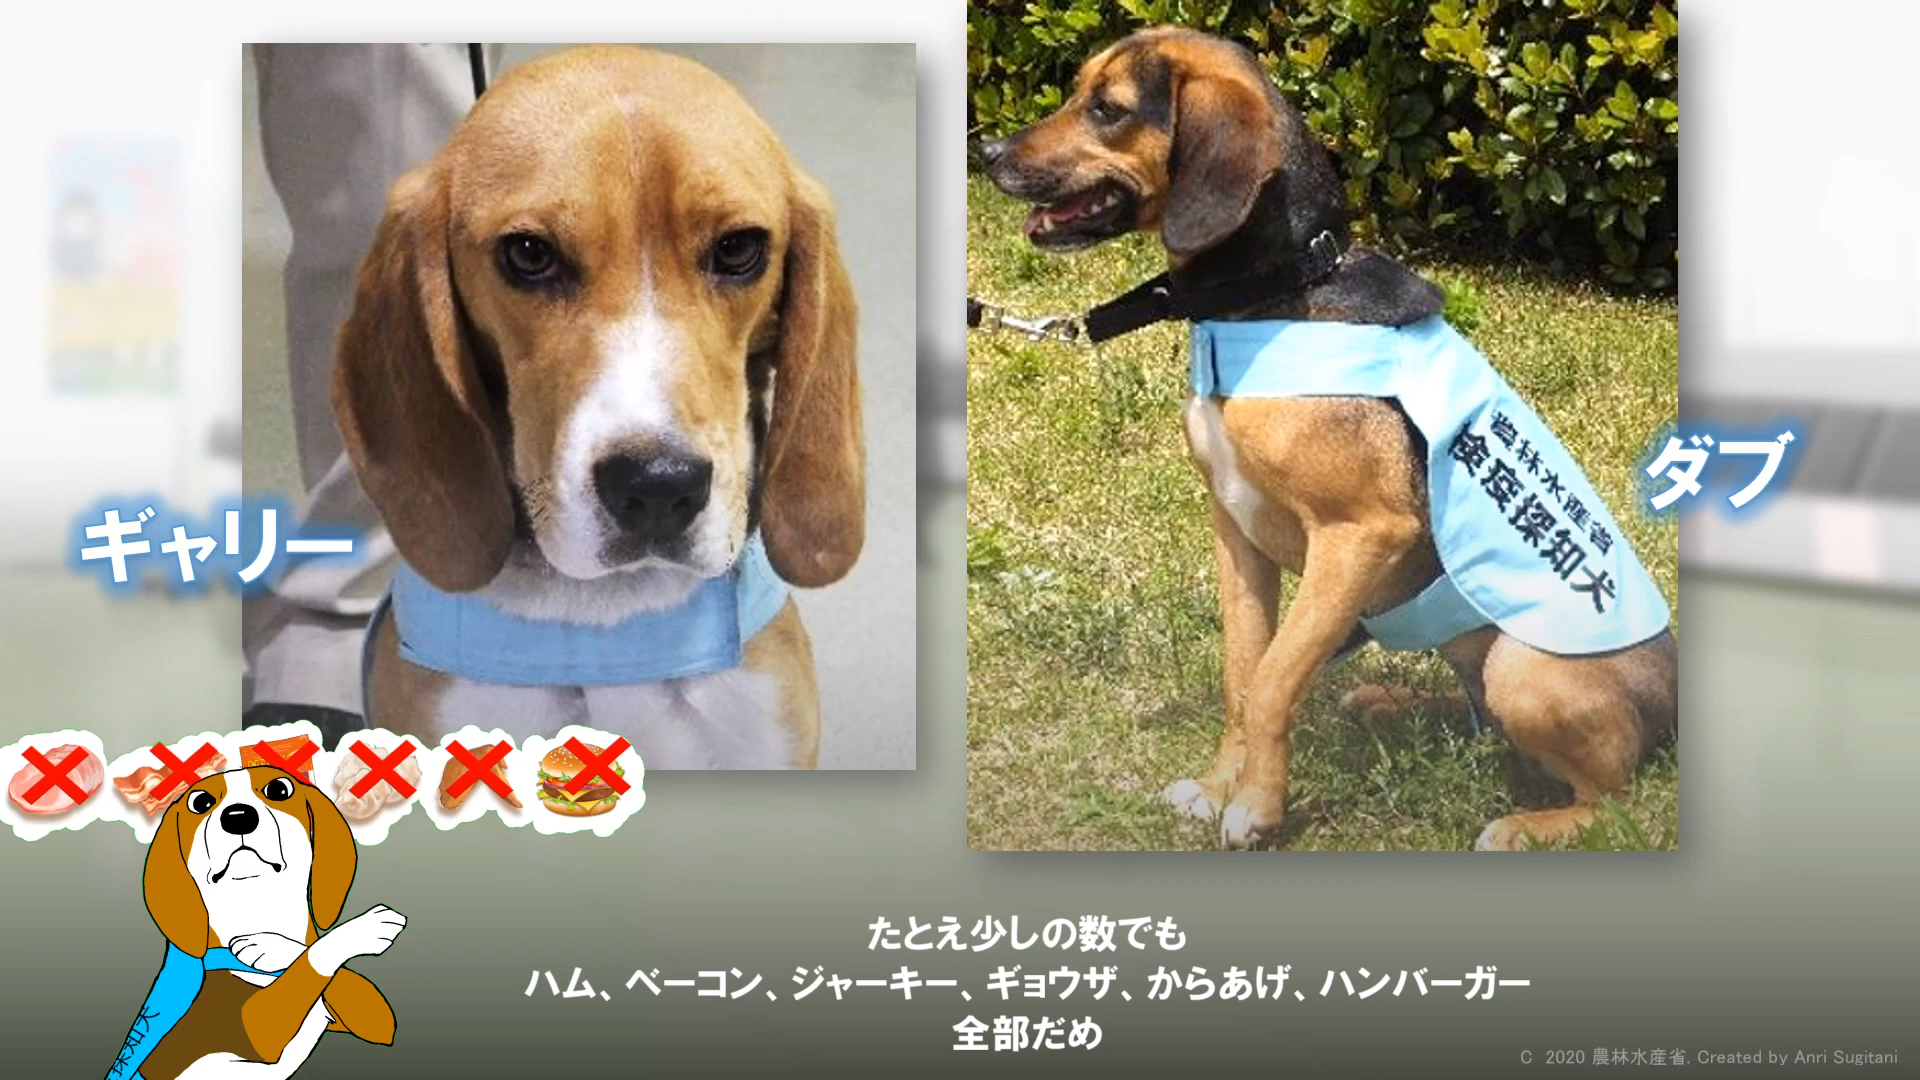 ギャリー
ダブ
農林水産省
検疫探知犬
探知犬
たとえ少しの数でも
ハム、ベーコン、ジャーキー、ギョウザ、からあげ、ハンバーガー
全部だめ
C 2020 農林水産省, Created by Anri Sugitani